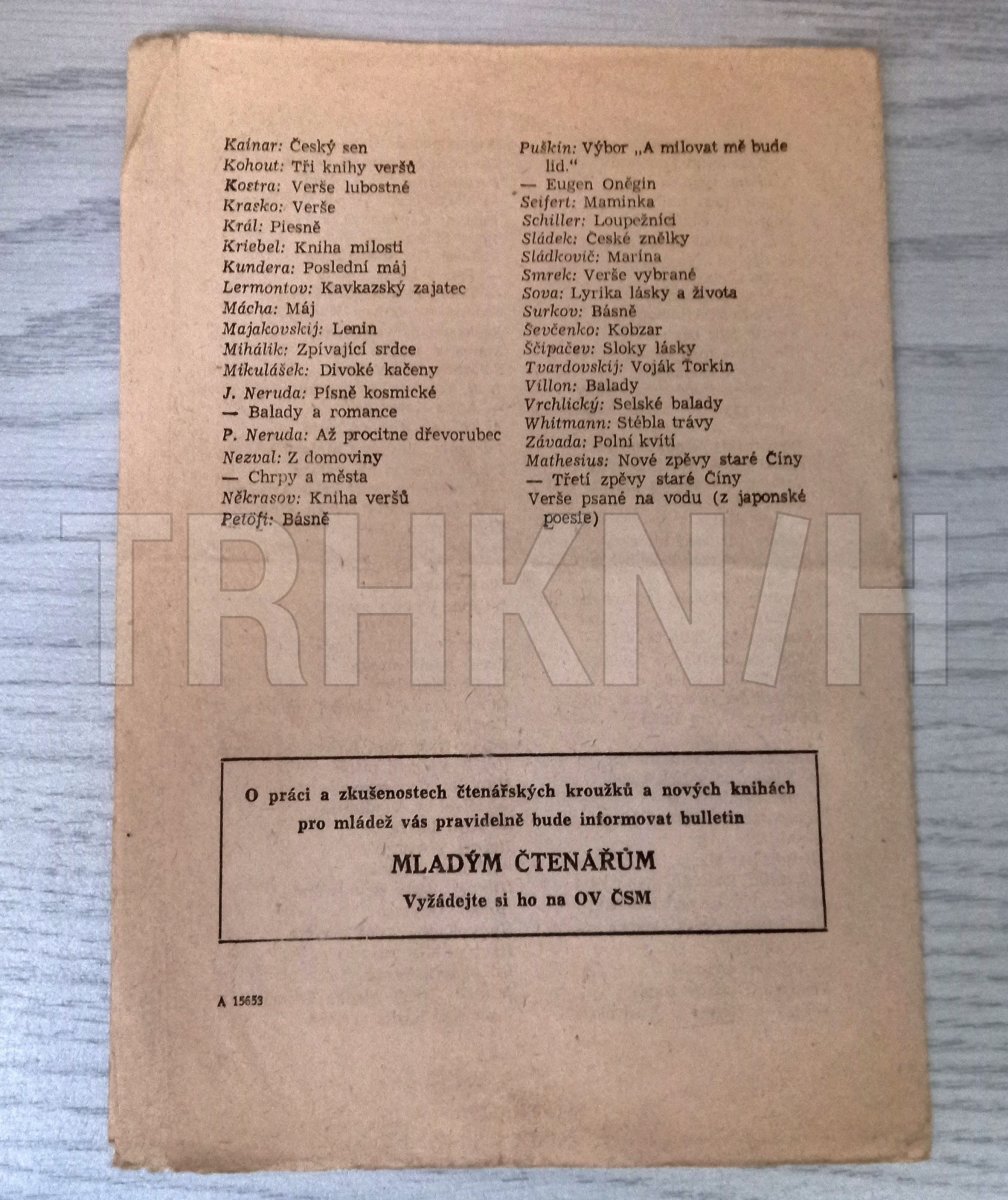 Kainar: Český sen
Kohout: Tři knihy veršů
Kostra: Verše lubostné
Krasko: Verše
Král: Piesně
Kriebel: Kniha milosti
Kundera: Poslední máj
Lermontov: Kavkazský zajatec
Mácha: Máj
Majakovskij: Lenin
Mihálik: Zpívající srdce
Mikulášek: Divoké kačeny
J. Neruda: Písně kosmické
— Balady a romance
P. Neruda: Až procitne dřevorubec
Nezval: Z domoviny
— Chrpy a města
Někrasov: Kniha veršů
Petöfi: Básně
Puškin: Výbor „A milovat mě bude
lid.“
— Eugen Oněgin
Seifert: Maminka
Schiller: Loupežníci
Sládek: České znělky
Sládkovič: Marína
Smrek: Verše vybrané
Sova: Lyrika lásky a života
Surkov: Básně
Ševčenko: Kobzar
Ščipačev: Sloky lásky
Tvardovskij: Voják Torkin
Villon: Balady
Vrchlický: Selské balady
Whitmann: Stébla trávy
Závada: Polní kvítí
Mathesius: Nové zpěvy staré Číny
— Třetí zpěvy staré Číny
Verše psané na vodu (z japonské
poesie)
TRHKN/H
O práci a zkušenostech čtenářských kroužků a nových knihách
pro mládež vás pravidelně bude informovat bulletin
MLADÝM ČTENÁŘŮM
Vyžádejte si ho na OV ČSM
A 15653